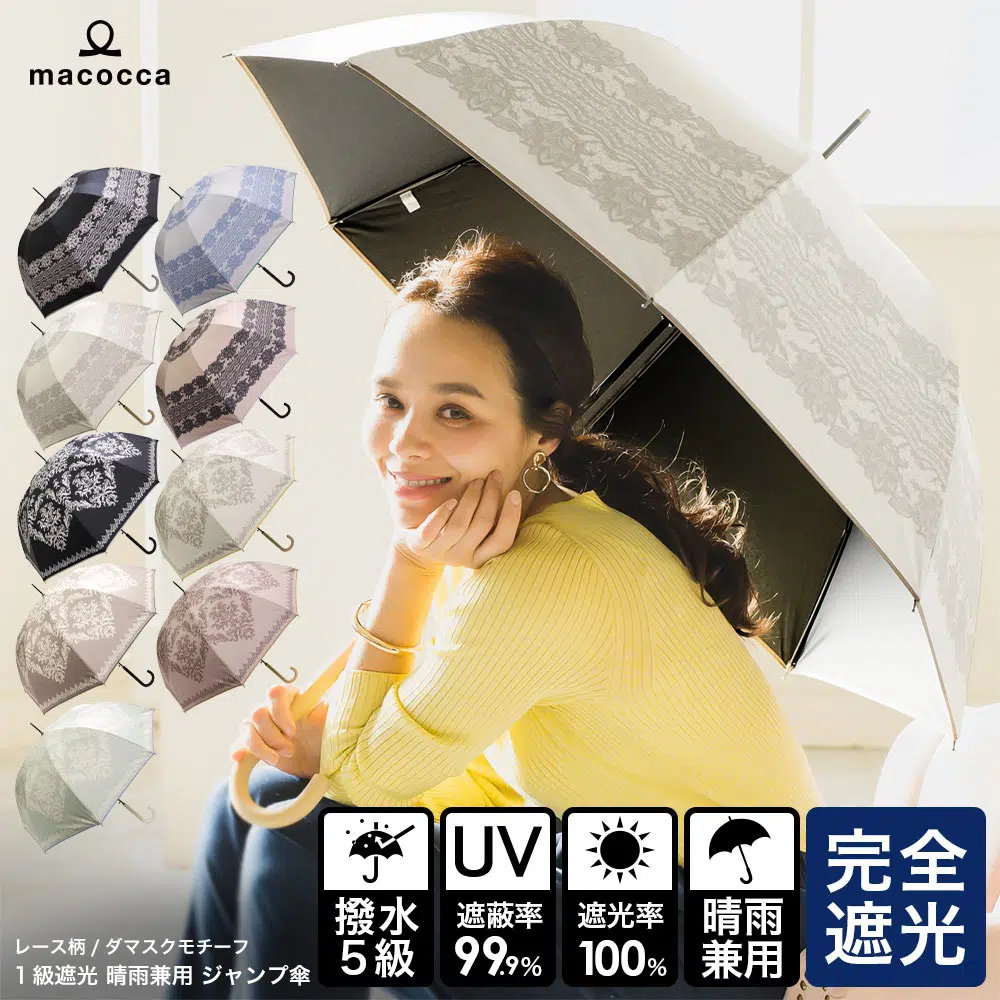 macocca
撥水
5級
UV
遮蔽率
99.9%
遮光率
100%
晴雨
兼用
完全
遮光
レース柄 / ダマスクモチーフ
1級遮光 晴雨兼用 ジャンプ傘